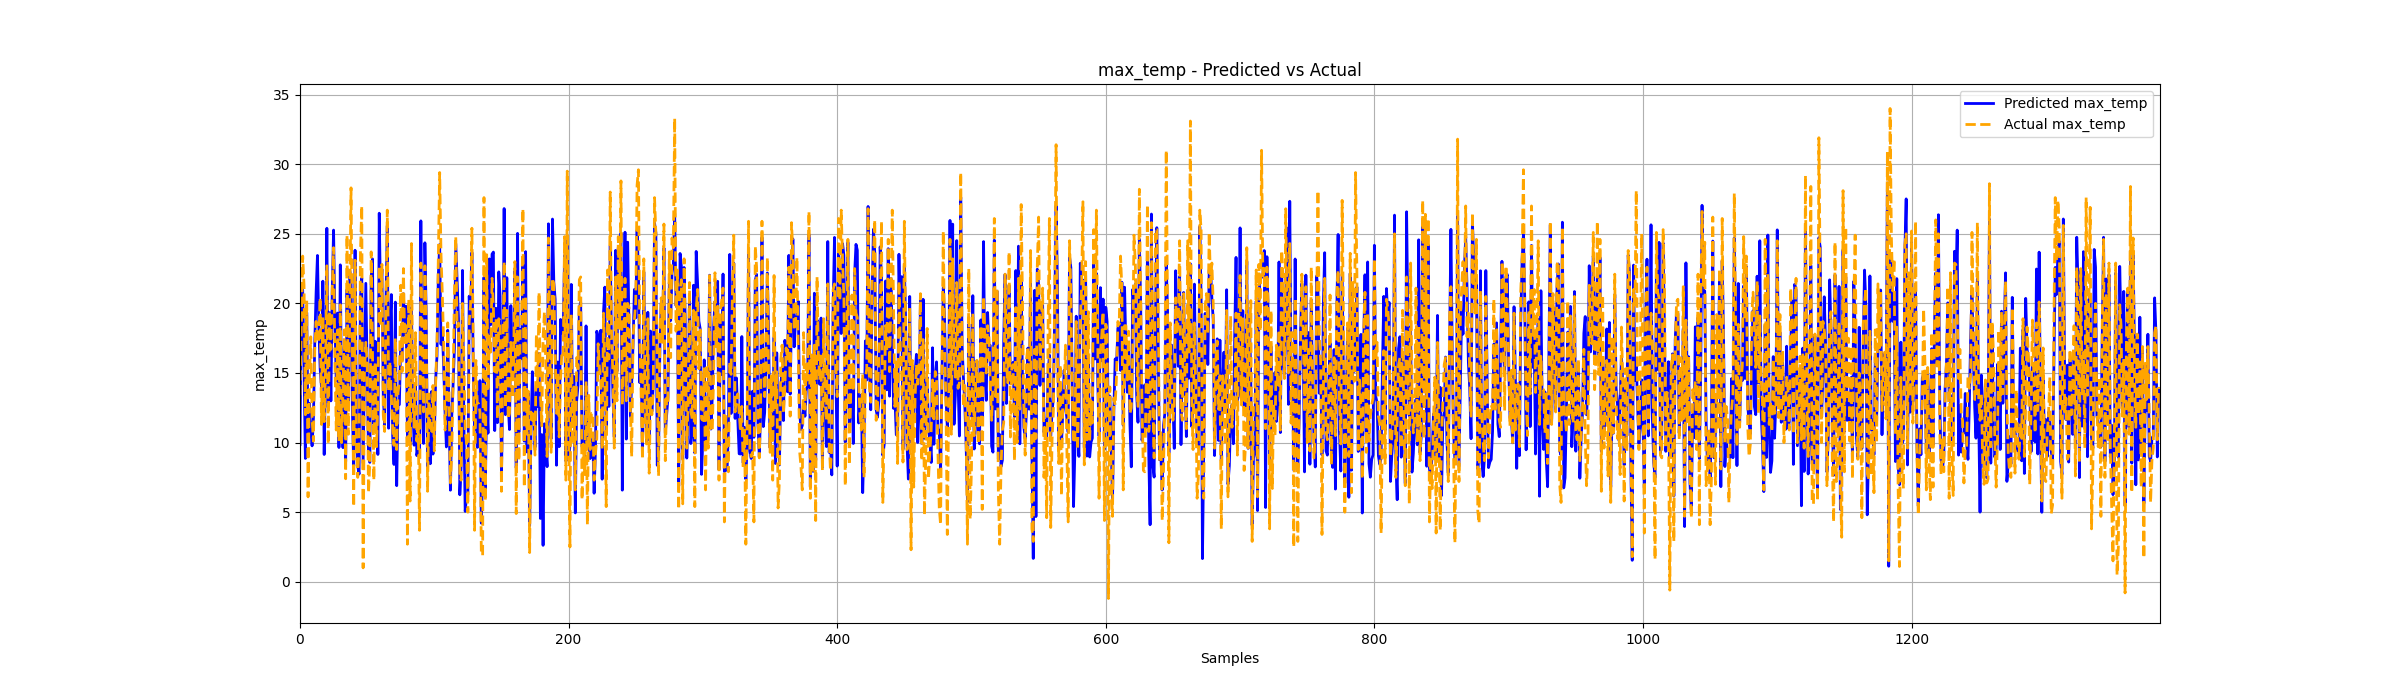 max_temp - Predicted vs Actual
Predicted max_temp
Actual max_temp
max_temp
35
30
25
20
15
10
5
0
0 200 400 600 800 1000 1200
Samples